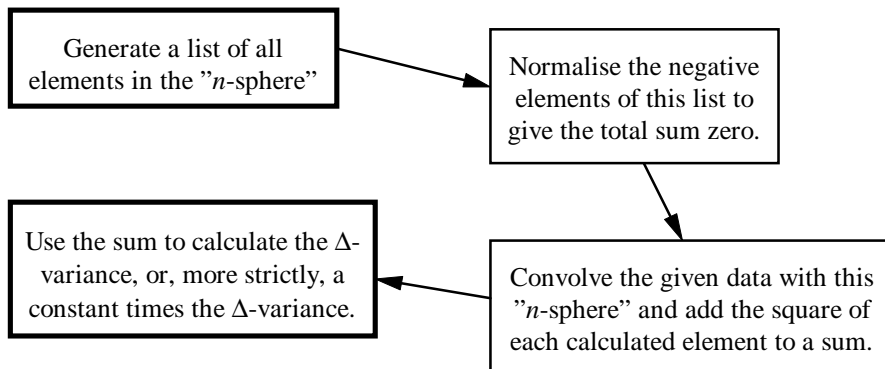 Generate a list of all
elements in the ”n-sphere”
Normalise the negative
elements of this list to
give the total sum zero.
Convolve the given data with this
”n-sphere” and add the square of
each calculated element to a sum.
Use the sum to calculate the Δ-
variance, or, more strictly, a
constant times the Δ-variance.